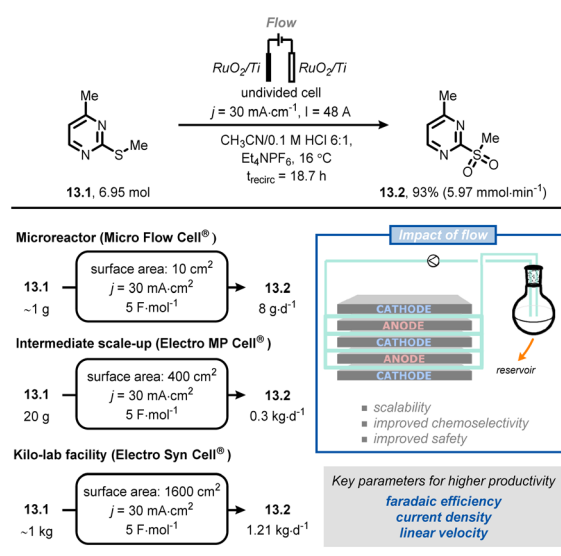 Flow
RuO2/Ti RuO2/Ti
undivided cell
j = 30 mA·cm-1, I = 48 A
CH3CN/0.1 M HCl 6:1,
Et4NPF6, 16 °C
trecirc = 18.7 h
Me
N
N
S
Me
13.1, 6.95 mol
Me
N
N
Me
S
O
O
13.2, 93% (5.97 mmol·min-1)
Microreactor (Micro Flow Cell®)
13.1
~1 g
surface area: 10 cm2
j = 30 mA·cm2
5 F·mol-1
13.2
8 g·d-1
Intermediate scale-up (Electro MP Cell®)
13.1
20 g
surface area: 400 cm2
j = 30 mA·cm2
5 F·mol-1
13.2
0.3 kg·d-1
Kilo-lab facility (Electro Syn Cell®)
13.1
~1 kg
surface area: 1600 cm2
j = 30 mA·cm2
5 F·mol-1
13.2
1.21 kg·d-1
Impact of flow
CATHODE
ANODE
CATHODE
ANODE
CATHODE
reservoir
■ scalability
■ improved chemoselectivity
■ improved safety
Key parameters for higher productivity
faradaic efficiency
current density
linear velocity